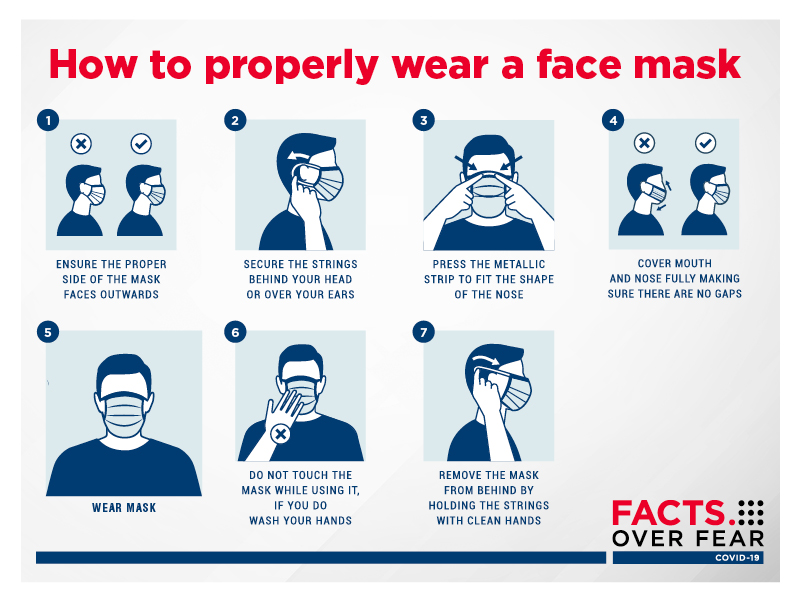 How to properly wear a face mask
1
ENSURE THE PROPER
SIDE OF THE MASK
FACES OUTWARDS
2
SECURE THE STRINGS
BEHIND YOUR HEAD
OR OVER YOUR EARS
3
PRESS THE METALLIC
STRIP TO FIT THE SHAPE
OF THE NOSE
4
COVER MOUTH
AND NOSE FULLY MAKING
SURE THERE ARE NO GAPS
5
WEAR MASK
6
DO NOT TOUCH THE
MASK WHILE USING IT,
IF YOU DO
WASH YOUR HANDS
7
REMOVE THE MASK
FROM BEHIND BY
HOLDING THE STRINGS
WITH CLEAN HANDS
FACTS.
OVER FEAR
COVID-19